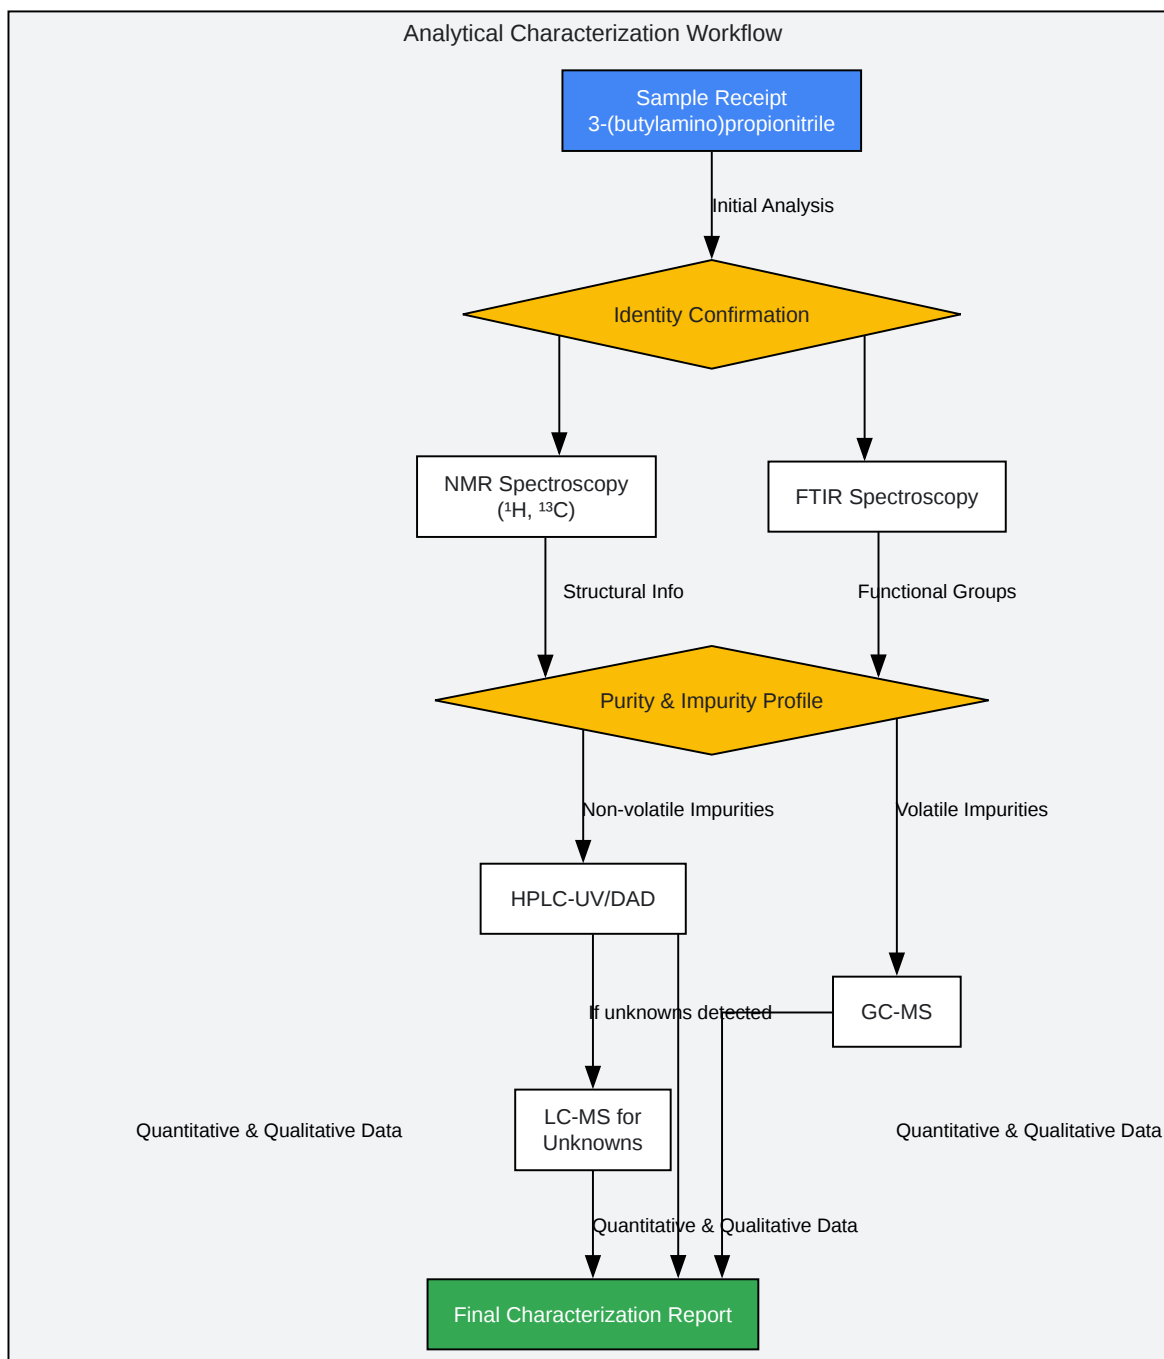 Analytical Characterization Workflow
Sample Receipt
3-(butylamino)propionitrile
Initial Analysis
Identity Confirmation
NMR Spectroscopy
(¹H, ¹³C)
FTIR Spectroscopy
Structural Info
Functional Groups
Purity & Impurity Profile
Non-volatile Impurities
Volatile Impurities
HPLC-UV/DAD
If unknowns detected
GC-MS
LC-MS for
Unknowns
Quantitative & Qualitative Data
Quantitative & Qualitative Data
Quantitative & Qualitative Data
Final Characterization Report